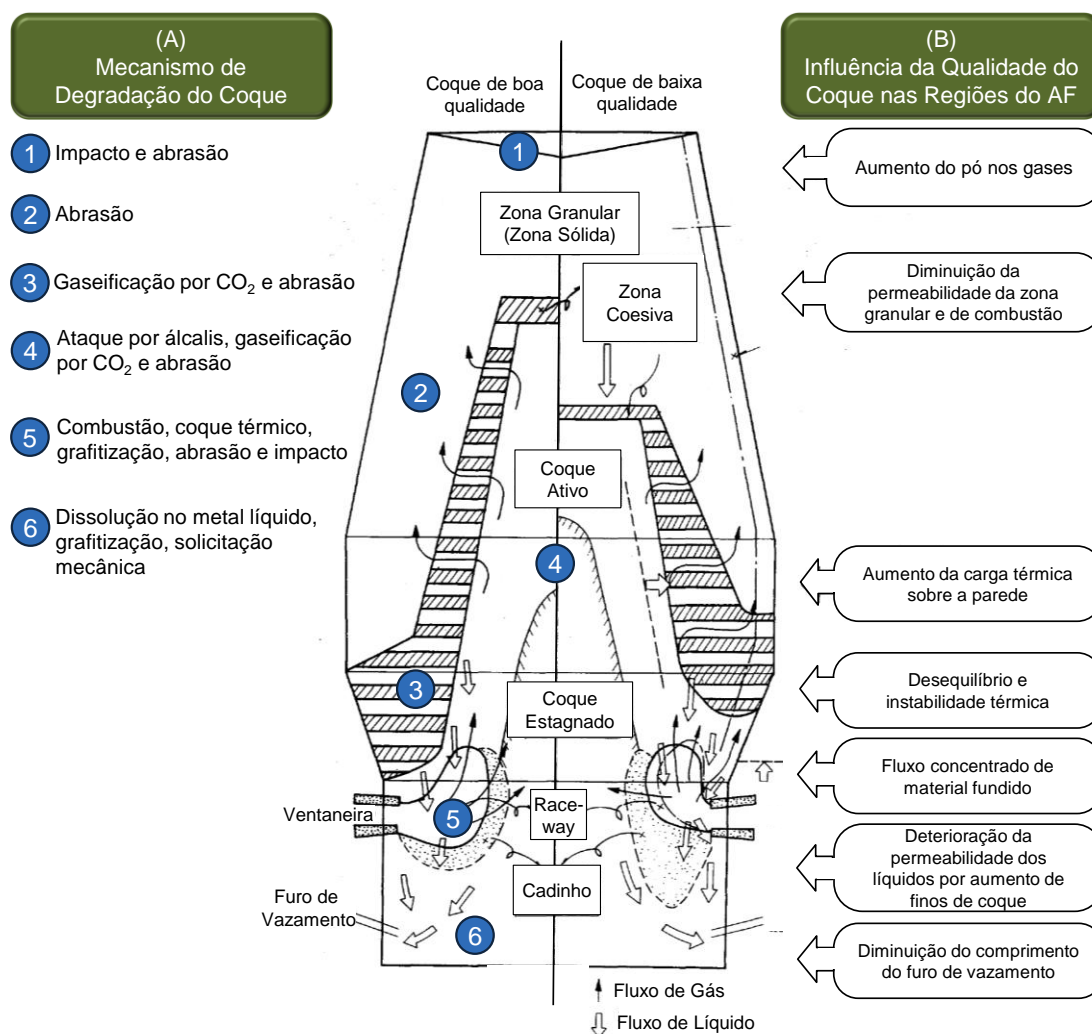 (A)
Mecanismo de
Degradação do Coque
1 Impacto e abrasão
2 Abrasão
3 Gaseificação por CO₂ e abrasão
4 Ataque por álcalis, gaseificação
por CO₂ e abrasão
5 Combustão, coque térmico,
grafitização, abrasão e impacto
6 Dissolução no metal líquido,
grafitização, solicitação
mecânica
Coque de boa
qualidade
Coque de baixa
qualidade
1
Zona Granular
(Zona Sólida)
Zona
Coesiva
2
Coque
Ativo
4
3
Coque
Estagnado
Ventaneira
5
Race-
way
Cadinho
Furo de
Vazamento
6
Fluxo de Gás
Fluxo de Líquido
(B)
Influência da Qualidade do
Coque nas Regiões do AF
Aumento do pó nos gases
Diminuição da
permeabilidade da zona
granular e de combustão
Aumento da carga térmica
sobre a parede
Desequilíbrio e
instabilidade térmica
Fluxo concentrado de
material fundido
Deterioração da
permeabilidade dos
líquidos por aumento de
finos de coque
Diminuição do comprimento
do furo de vazamento